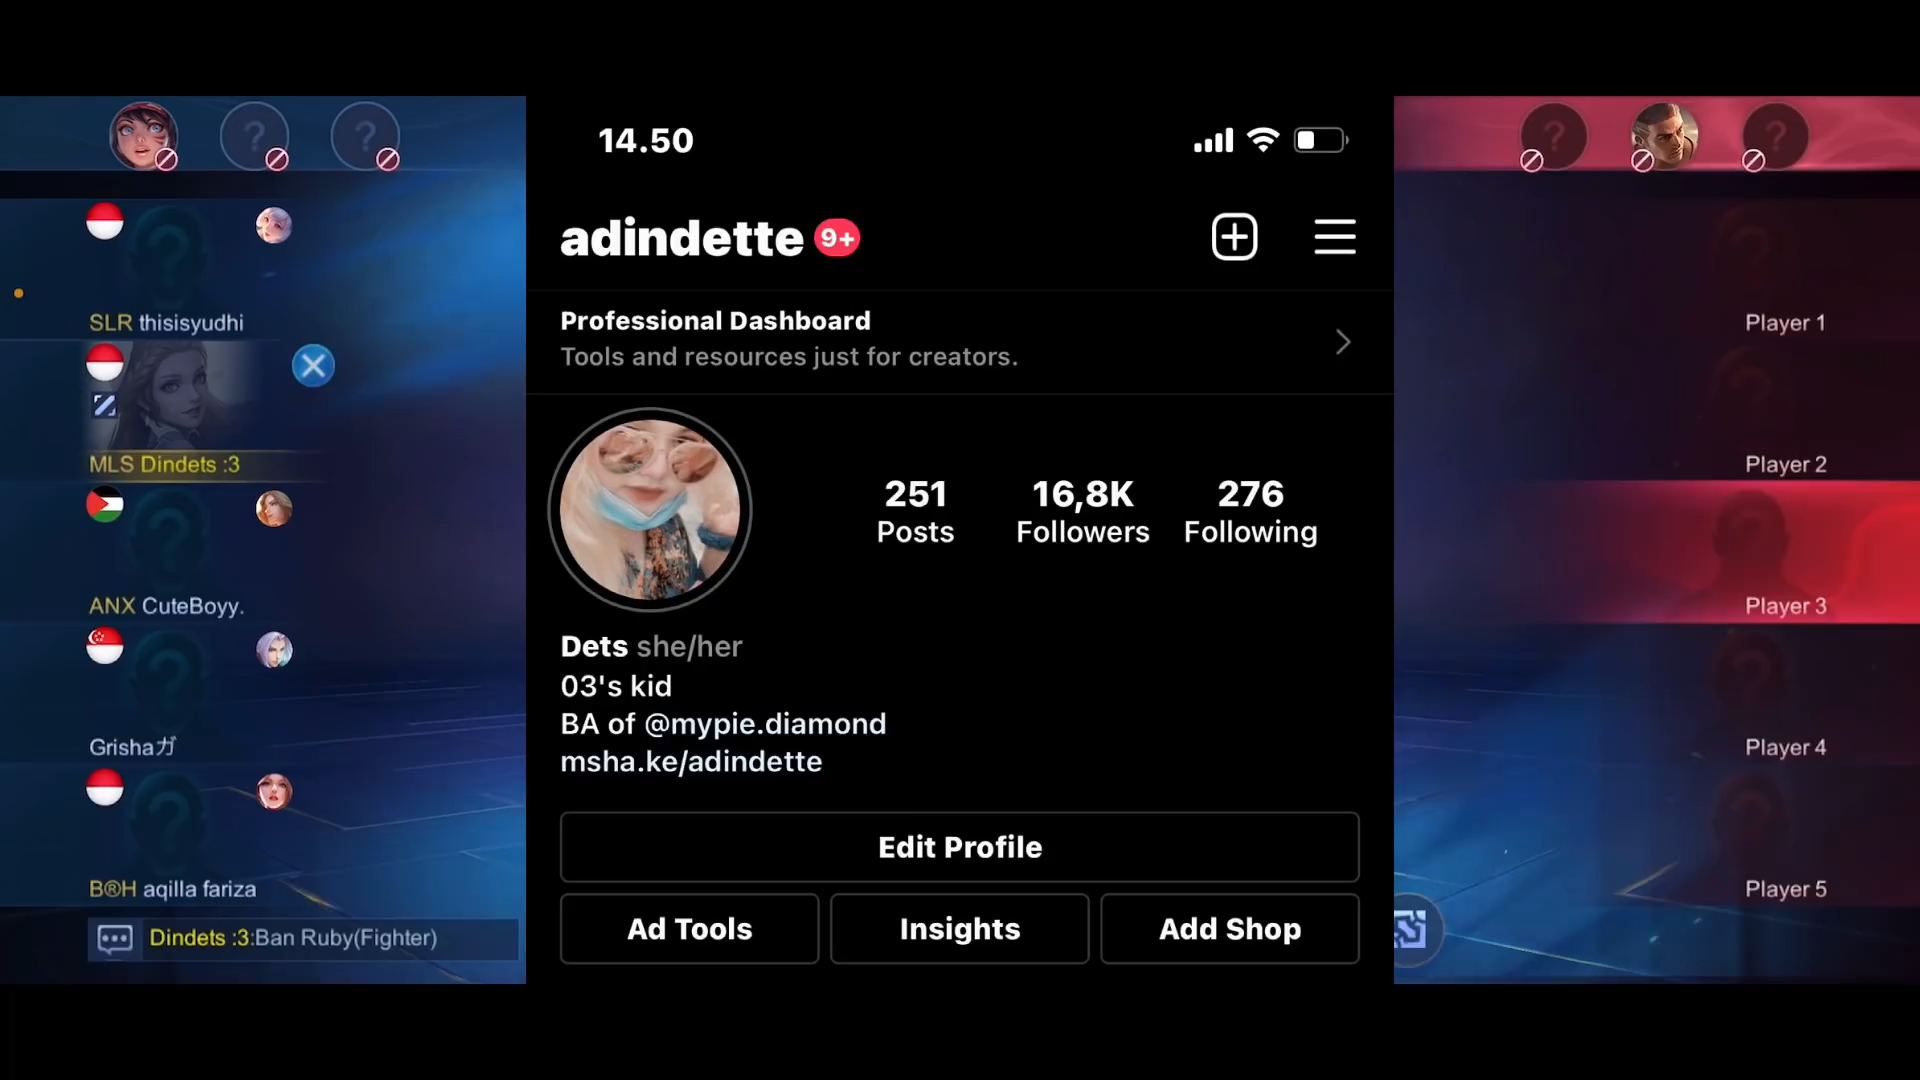 SLR thisisyudhi
MLS Dindets :3
ANX CuteBoyy.
Grishaガ
B®H aqilla fariza
Dindets :3:Ban Ruby(Fighter)
14.50
adindette 9+
Professional Dashboard
Tools and resources just for creators.
251
Posts
16,8K
Followers
276
Following
Dets she/her
03's kid
BA of @mypie.diamond
msha.ke/adindette
Edit Profile
Ad Tools
Insights
Add Shop
Player 1
Player 2
Player 3
Player 4
Player 5